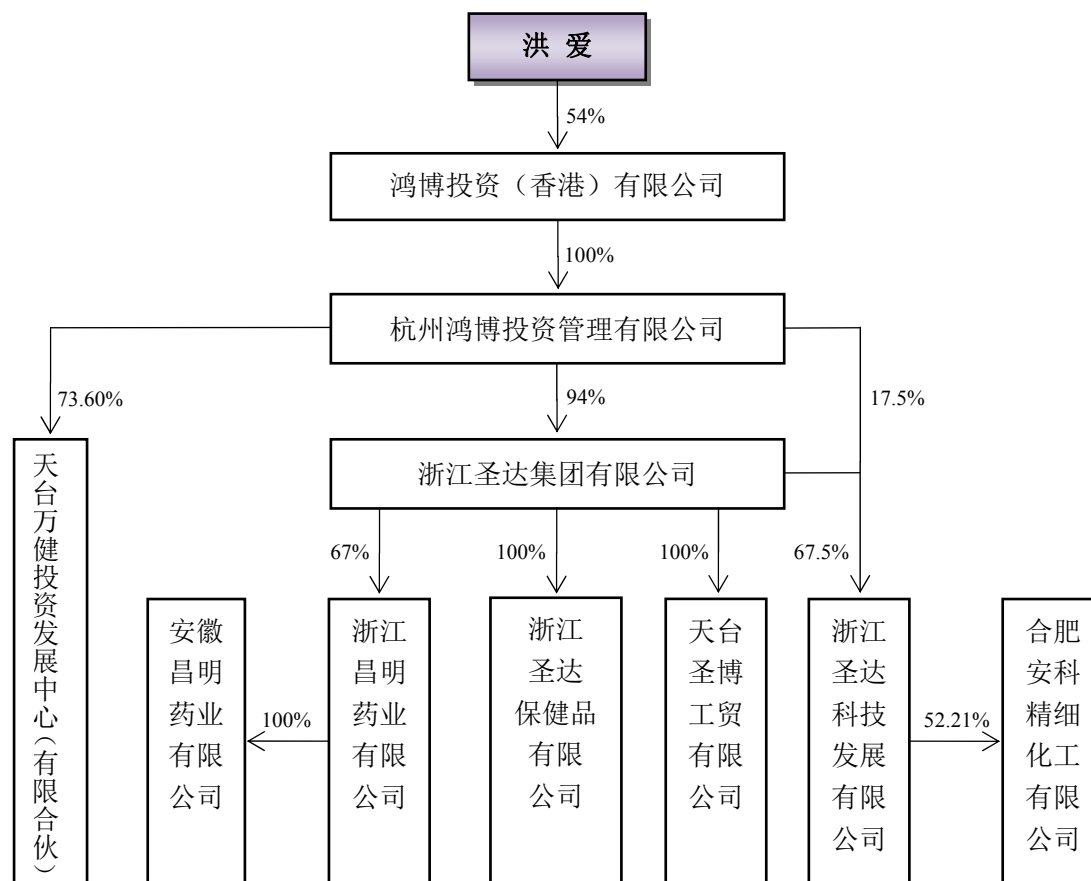 洪 爱
54%
鸿博投资（香港）有限公司
100%
杭州鸿博投资管理有限公司
73.60%
94%
17.5%
浙江圣达集团有限公司
67%
100%
100%
67.5%
天台万健投资发展中心（有限合伙）
安徽
昌明
药业
有限
公司
100%
浙江
昌明
药业
有限
公司
浙江
圣达
保健品
有限
公司
天台
圣博
工贸
有限
公司
浙江
圣达
科技
发展
有限
公司
52.21%
合肥
安科
精细
化工
有限
公司